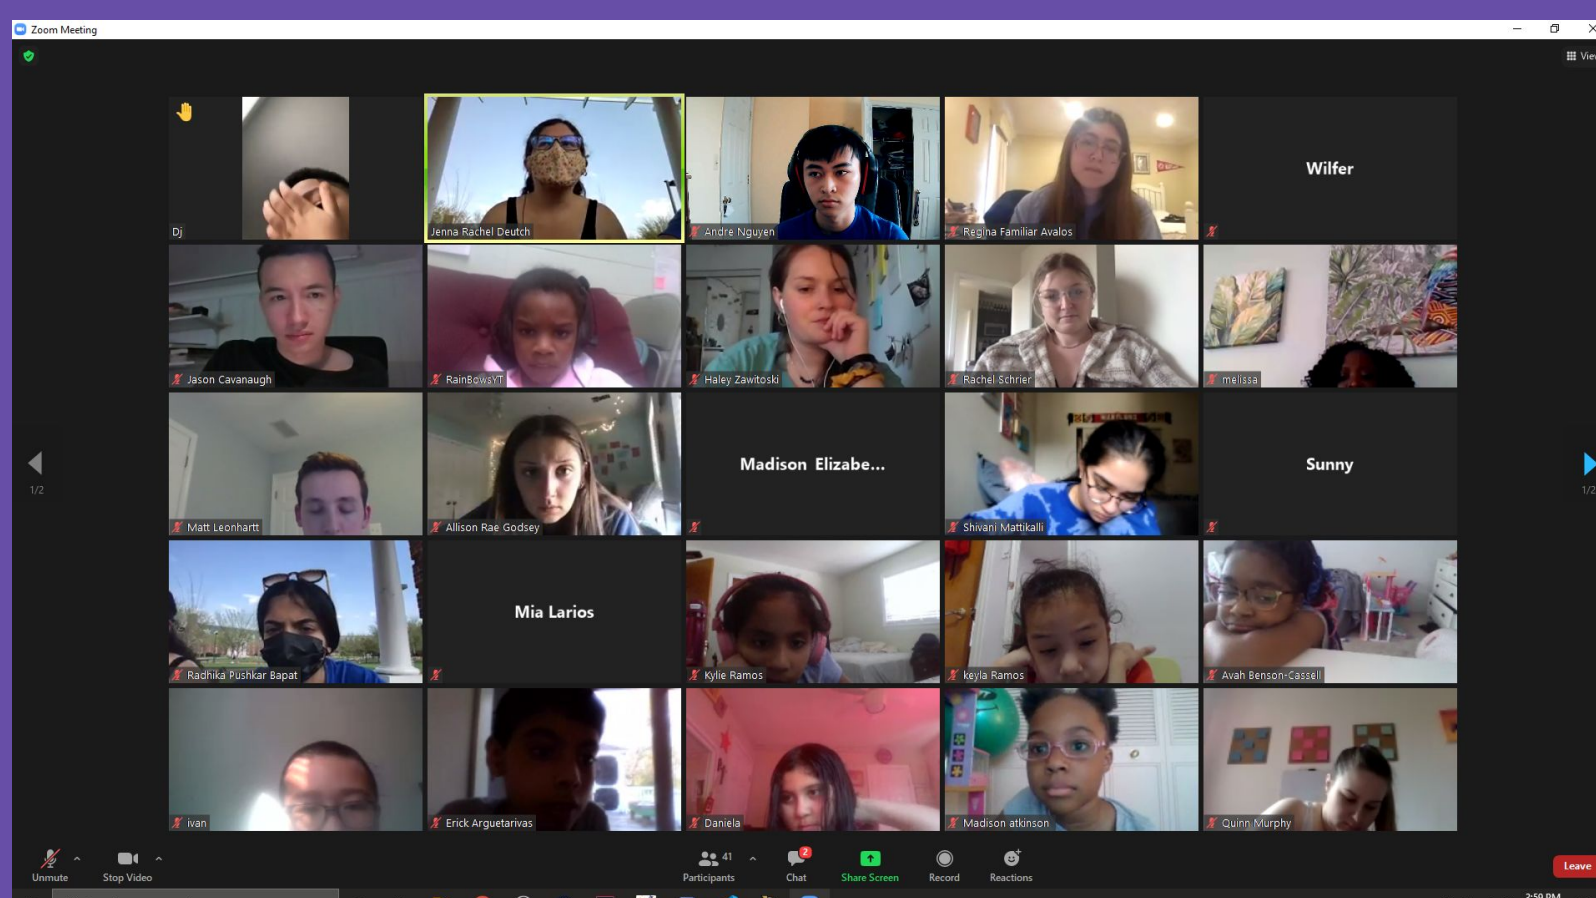 Zoom Meeting
View
Dj
Jenna Rachel Deutch
Andre Nguyen
Regina Familiar Avalos
Wilfer
Jason Cavanaugh
RainBowsYT
Haley Zawitoski
Rachel Schrier
melissa
Matt Leonhartt
Allison Rae Godsey
Madison Elizabe...
Shivani Mattikalli
Sunny
1/2
1/2
Radhika Pushkar Bapat
Mia Larios
Kylie Ramos
keyla Ramos
Avah Benson-Cassell
ivan
Erick Arguetarivas
Daniela
Madison atkinson
Quinn Murphy
41
2
Unmute
Stop Video
Participants
Chat
Share Screen
Record
Reactions
Leave